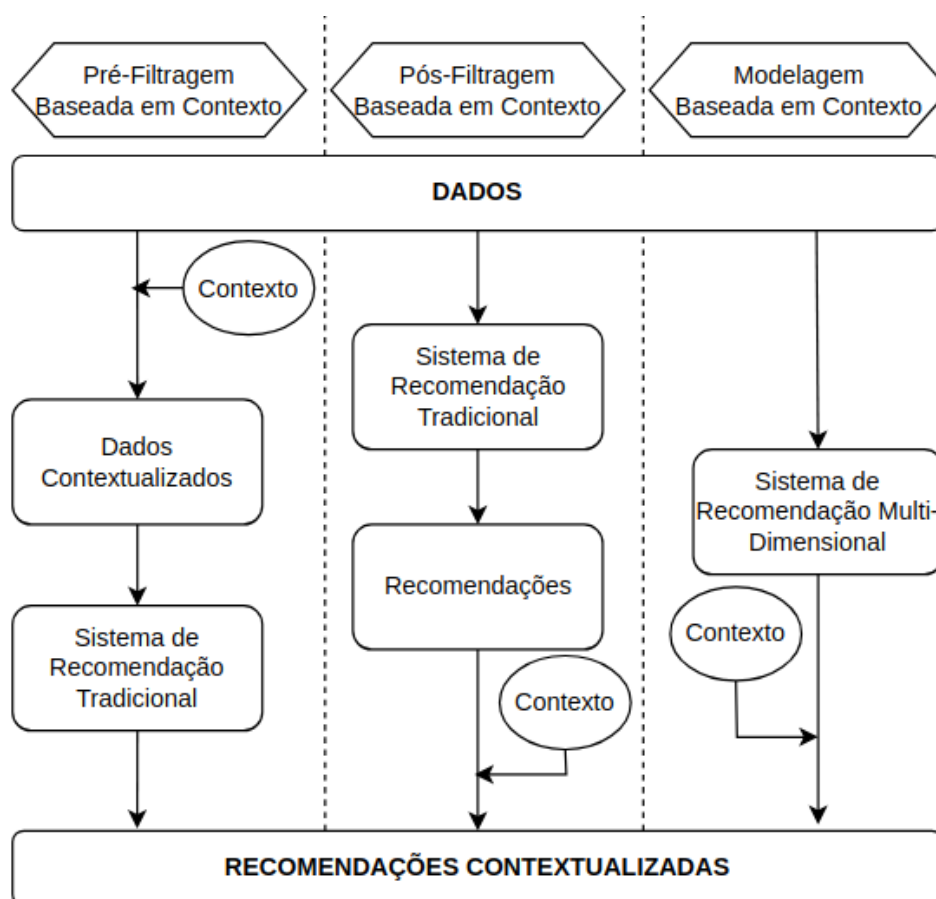 Pré-Filtragem
Baseada em Contexto
Pós-Filtragem
Baseada em Contexto
Modelagem
Baseada em Contexto
DADOS
Contexto
Dados
Contextualizados
Sistema de
Recomendação
Tradicional
Sistema de
Recomendação
Tradicional
Recomendações
Contexto
Sistema de
Recomendação Multi-
Dimensional
Contexto
RECOMENDAÇÕES CONTEXTUALIZADAS